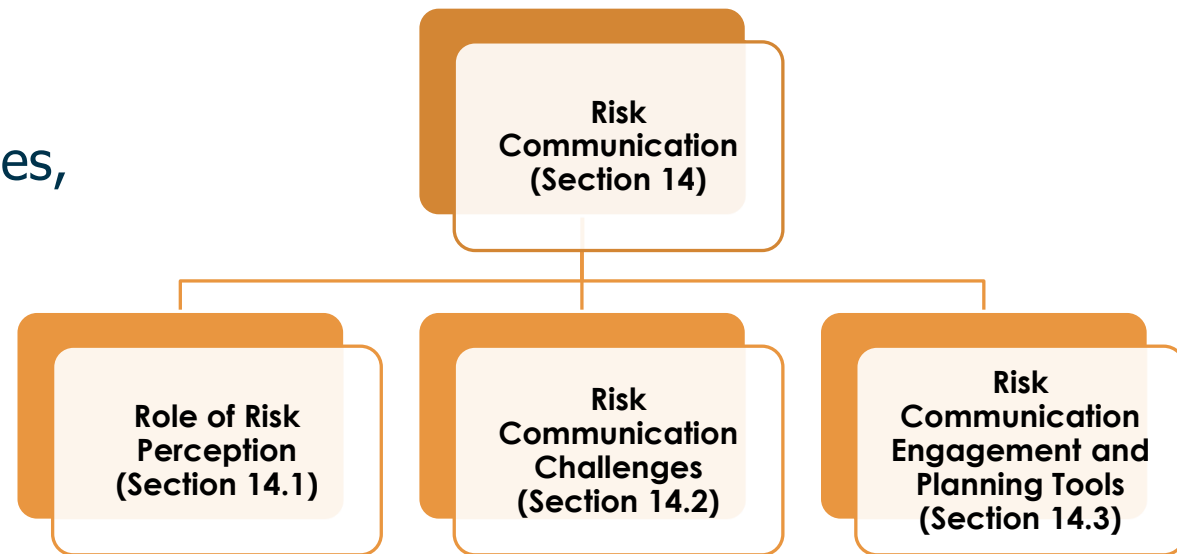 es,
Risk
Communication
(Section 14)
Role of Risk
Perception
(Section 14.1)
Risk
Communication
Challenges
(Section 14.2)
Risk
Communication
Engagement and
Planning Tools
(Section 14.3)